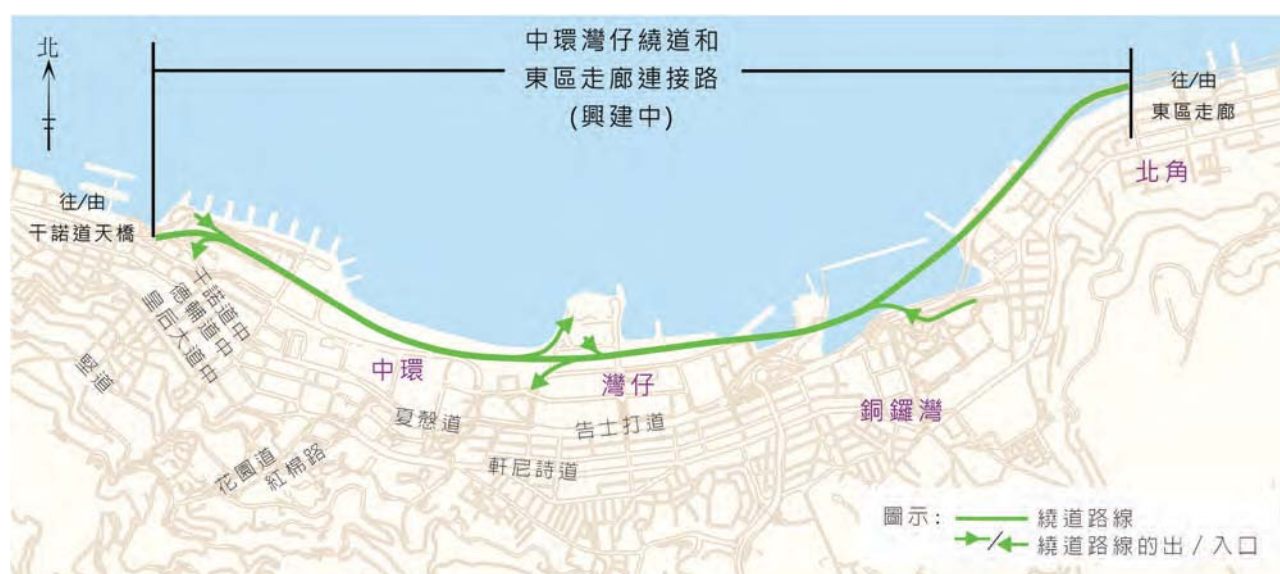 中環灣仔繞道和
東區走廊連接路
(興建中)
北
往/由
東區走廊
北角
往/由
干諾道天橋
干諾道中
德輔道中
皇后大道中
堅道
中環
灣仔
銅鑼灣
夏慤道
告士打道
軒尼詩道
花園道
紅棉路
圖示:
繞道路線
/
繞道路線的出/入口